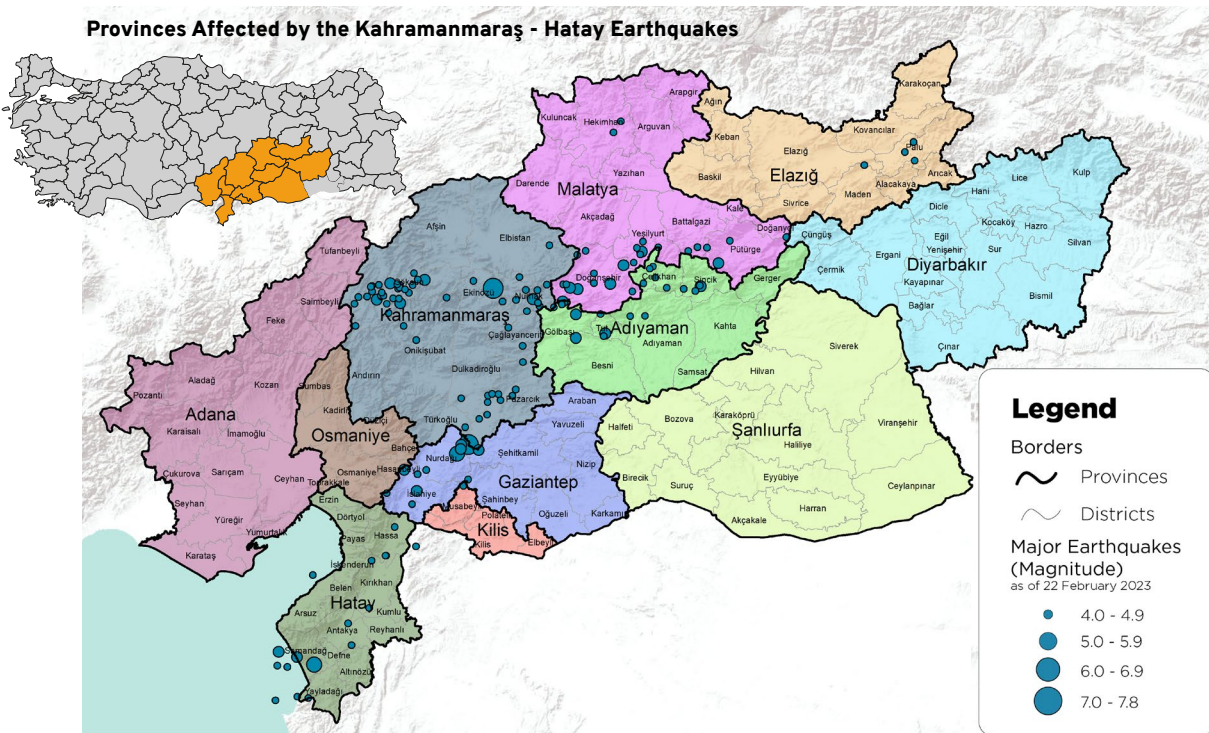 Provinces Affected by the Kahramanmaraş - Hatay Earthquakes
Karakoçan
Arapgir
Ağın
Kuluncak
Hekimhan
Arguvan
Kovancılar
Keban
Elazığ
Palu
Yazıhan
Baskil
Elazığ
Arıcak
Alacakaya
Maden
Sivrice
Darende
Malatya
Kulp
Lice
Hani
Dicle
Kale
Akçadağ
Battalgazi
Kocaköy
Hazro
Afşin
Elbistan
Yeşilyurt
Doğanyol
Çüngüş
Eğil
Yenişehir
Sur
Silvan
Pütürge
Ergani
Tufanbeyli
Diyarbakır
Çermik
Kayapınar
Doğanşehir
Gerger
Sincik
Bismil
Ekinözü
Nurhak
Saimbeyli
Bağlar
Kahramanmaraş
Feke
Gölbaşı
Tut
Adıyaman
Kahta
Çağlayancerit
Adıyaman
Siverek
Çınar
Onikişubat
Dulkadiroğlu
Besni
Samsat
Hilvan
Andırın
Aladağ
Kozan
Sumbas
Pozantı
Pazarcık
Araban
Legend
Adana
Kadirli
Türkoğlu
Yavuzeli
Bozova
Karaköprü
Viranşehir
Karaisalı
İmamoğlu
Osmaniye
Halfeti
Şanlıurfa
Borders
Bahçe
Haliliye
Nurdağı
Şehitkamil
Nizip
Provinces
Çukurova
Sarıçam
Ceyhan
Osmaniye
Toprakkale
Gaziantep
Birecik
Suruç
Eyyübiye
Ceylanpınar
Districts
Seyhan
Erzin
Islahiye
Şahinbey
Harran
Yüreğir
Dörtyol
Oğuzeli
Karkamış
Akçakale
Major Earthquakes
(Magnitude)
as of 22 February 2023
Yumurtalık
Payas
Hassa
Kilis
Karataş
Kilis
Elbeyli
İskenderun
Kırıkhan
Belen
4.0 - 4.9
Hatay
Arsuz
Kumlu
Antakya
Reyhanlı
5.0 - 5.9
Samandağ
Defne
6.0 - 6.9
Altınözü
Yayladağı
7.0 - 7.8